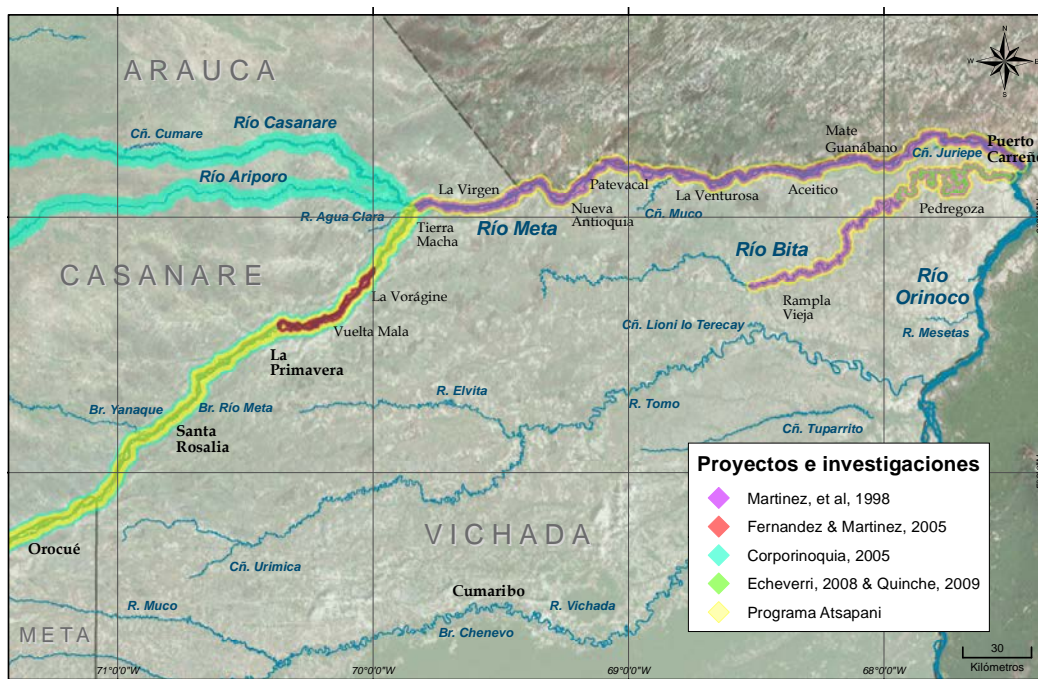 N
W
E
S
ARAUCA
Cñ. Cumare
Río Casanare
Río Ariporo
R. Agua Clara
La Virgen
Tierra
Macha
Río Meta
Patevacal
Nueva
Antioquia
Cñ. Muco
La Venturosa
Aceitico
Mate
Guanábano
Cñ. Juriepe
Puerto
Carreño
Pedregoza
CASANARE
La Vorágine
Vuelta Mala
La
Primavera
Río Bita
Rampla
Vieja
Río
Orinoco
R. Mesetas
Cñ. Lioni lo Terecay
Br. Yanaque
Br. Río Meta
Santa
Rosalia
R. Elvita
R. Tomo
Cñ. Tuparrito
Orocué
VICHADA
Cñ. Urimica
Cumaribo
R. Muco
R. Vichada
Br. Chenevo
META
Proyectos e investigaciones
Martinez, et al, 1998
Fernandez & Martinez, 2005
Corporinoquia, 2005
Echeverri, 2008 & Quinche, 2009
Programa Atsapani
71°0'0"W
70°0'0"W
69°0'0"W
68°0'0"W
30
Kilómetros